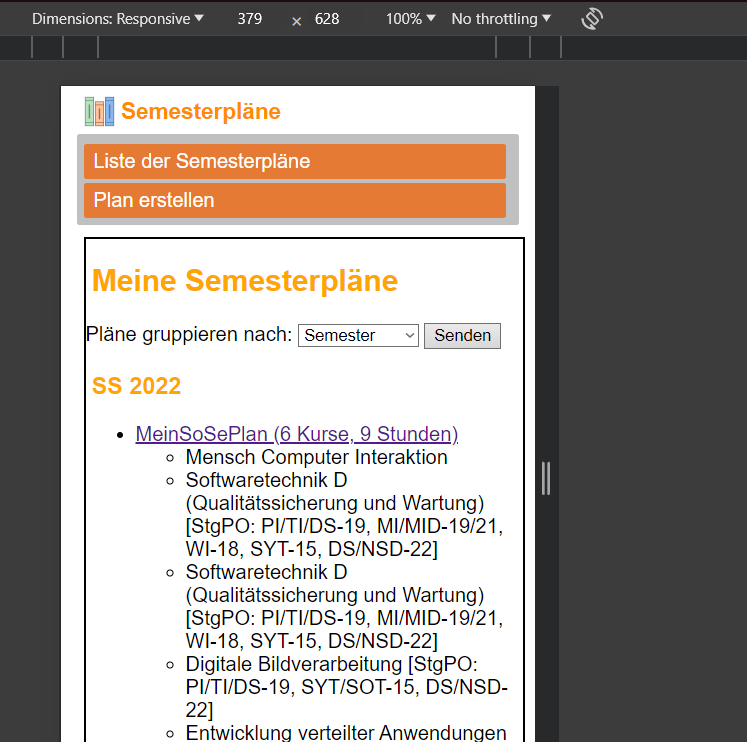 Dimensions: Responsive 379 × 628 100% No throttling
Semesterpläne
Liste der Semesterpläne
Plan erstellen
Meine Semesterpläne
Pläne gruppieren nach: Semester Senden
SS 2022
MeinSoSePlan (6 Kurse, 9 Stunden)
Mensch Computer Interaktion
Softwaretechnik D
(Qualitätssicherung und Wartung)
[StgPO: PI/TI/DS-19, MI/MID-19/21,
WI-18, SYT-15, DS/NSD-22]
Softwaretechnik D
(Qualitätssicherung und Wartung)
[StgPO: PI/TI/DS-19, MI/MID-19/21,
WI-18, SYT-15, DS/NSD-22]
Digitale Bildverarbeitung [StgPO:
PI/TI/DS-19, SYT/SOT-15, DS/NSD-
22]
Entwicklung verteilter Anwendungen